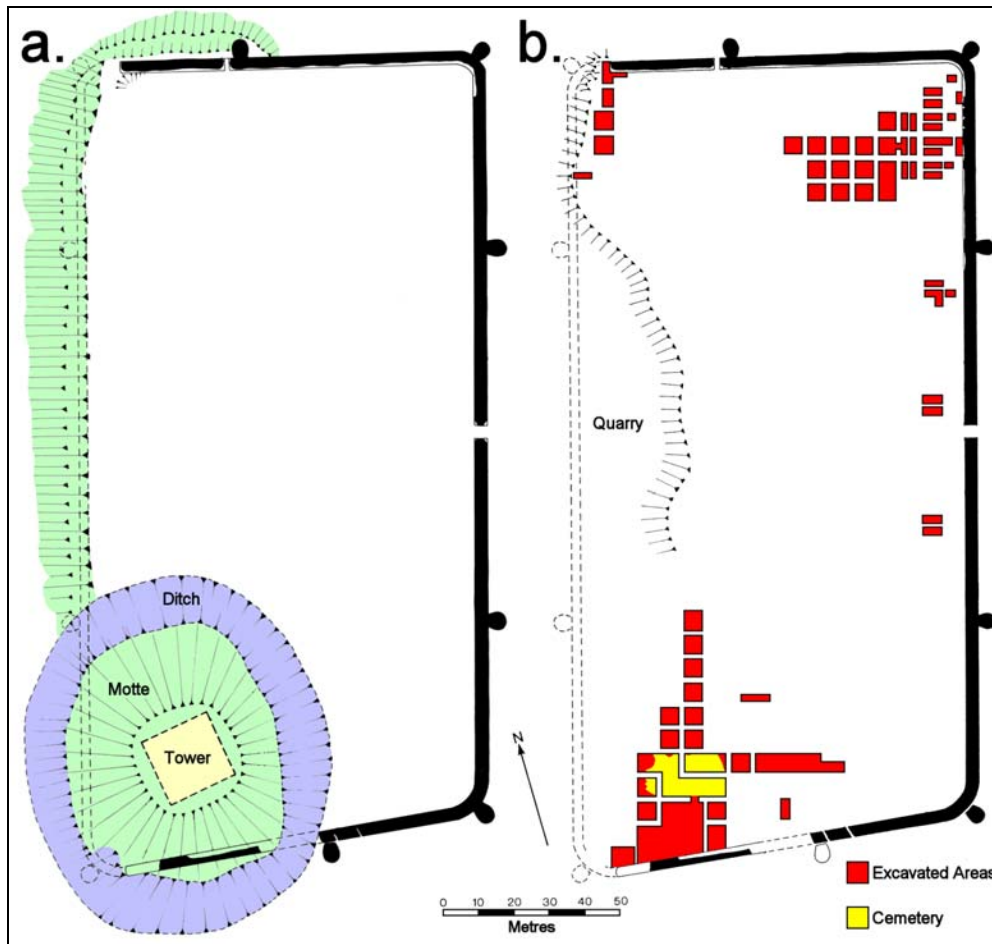 a.
Ditch
Motte
Tower
b.
Quarry
N
0 10 20 30 40 50
Metres
Excavated Areas
Cemetery